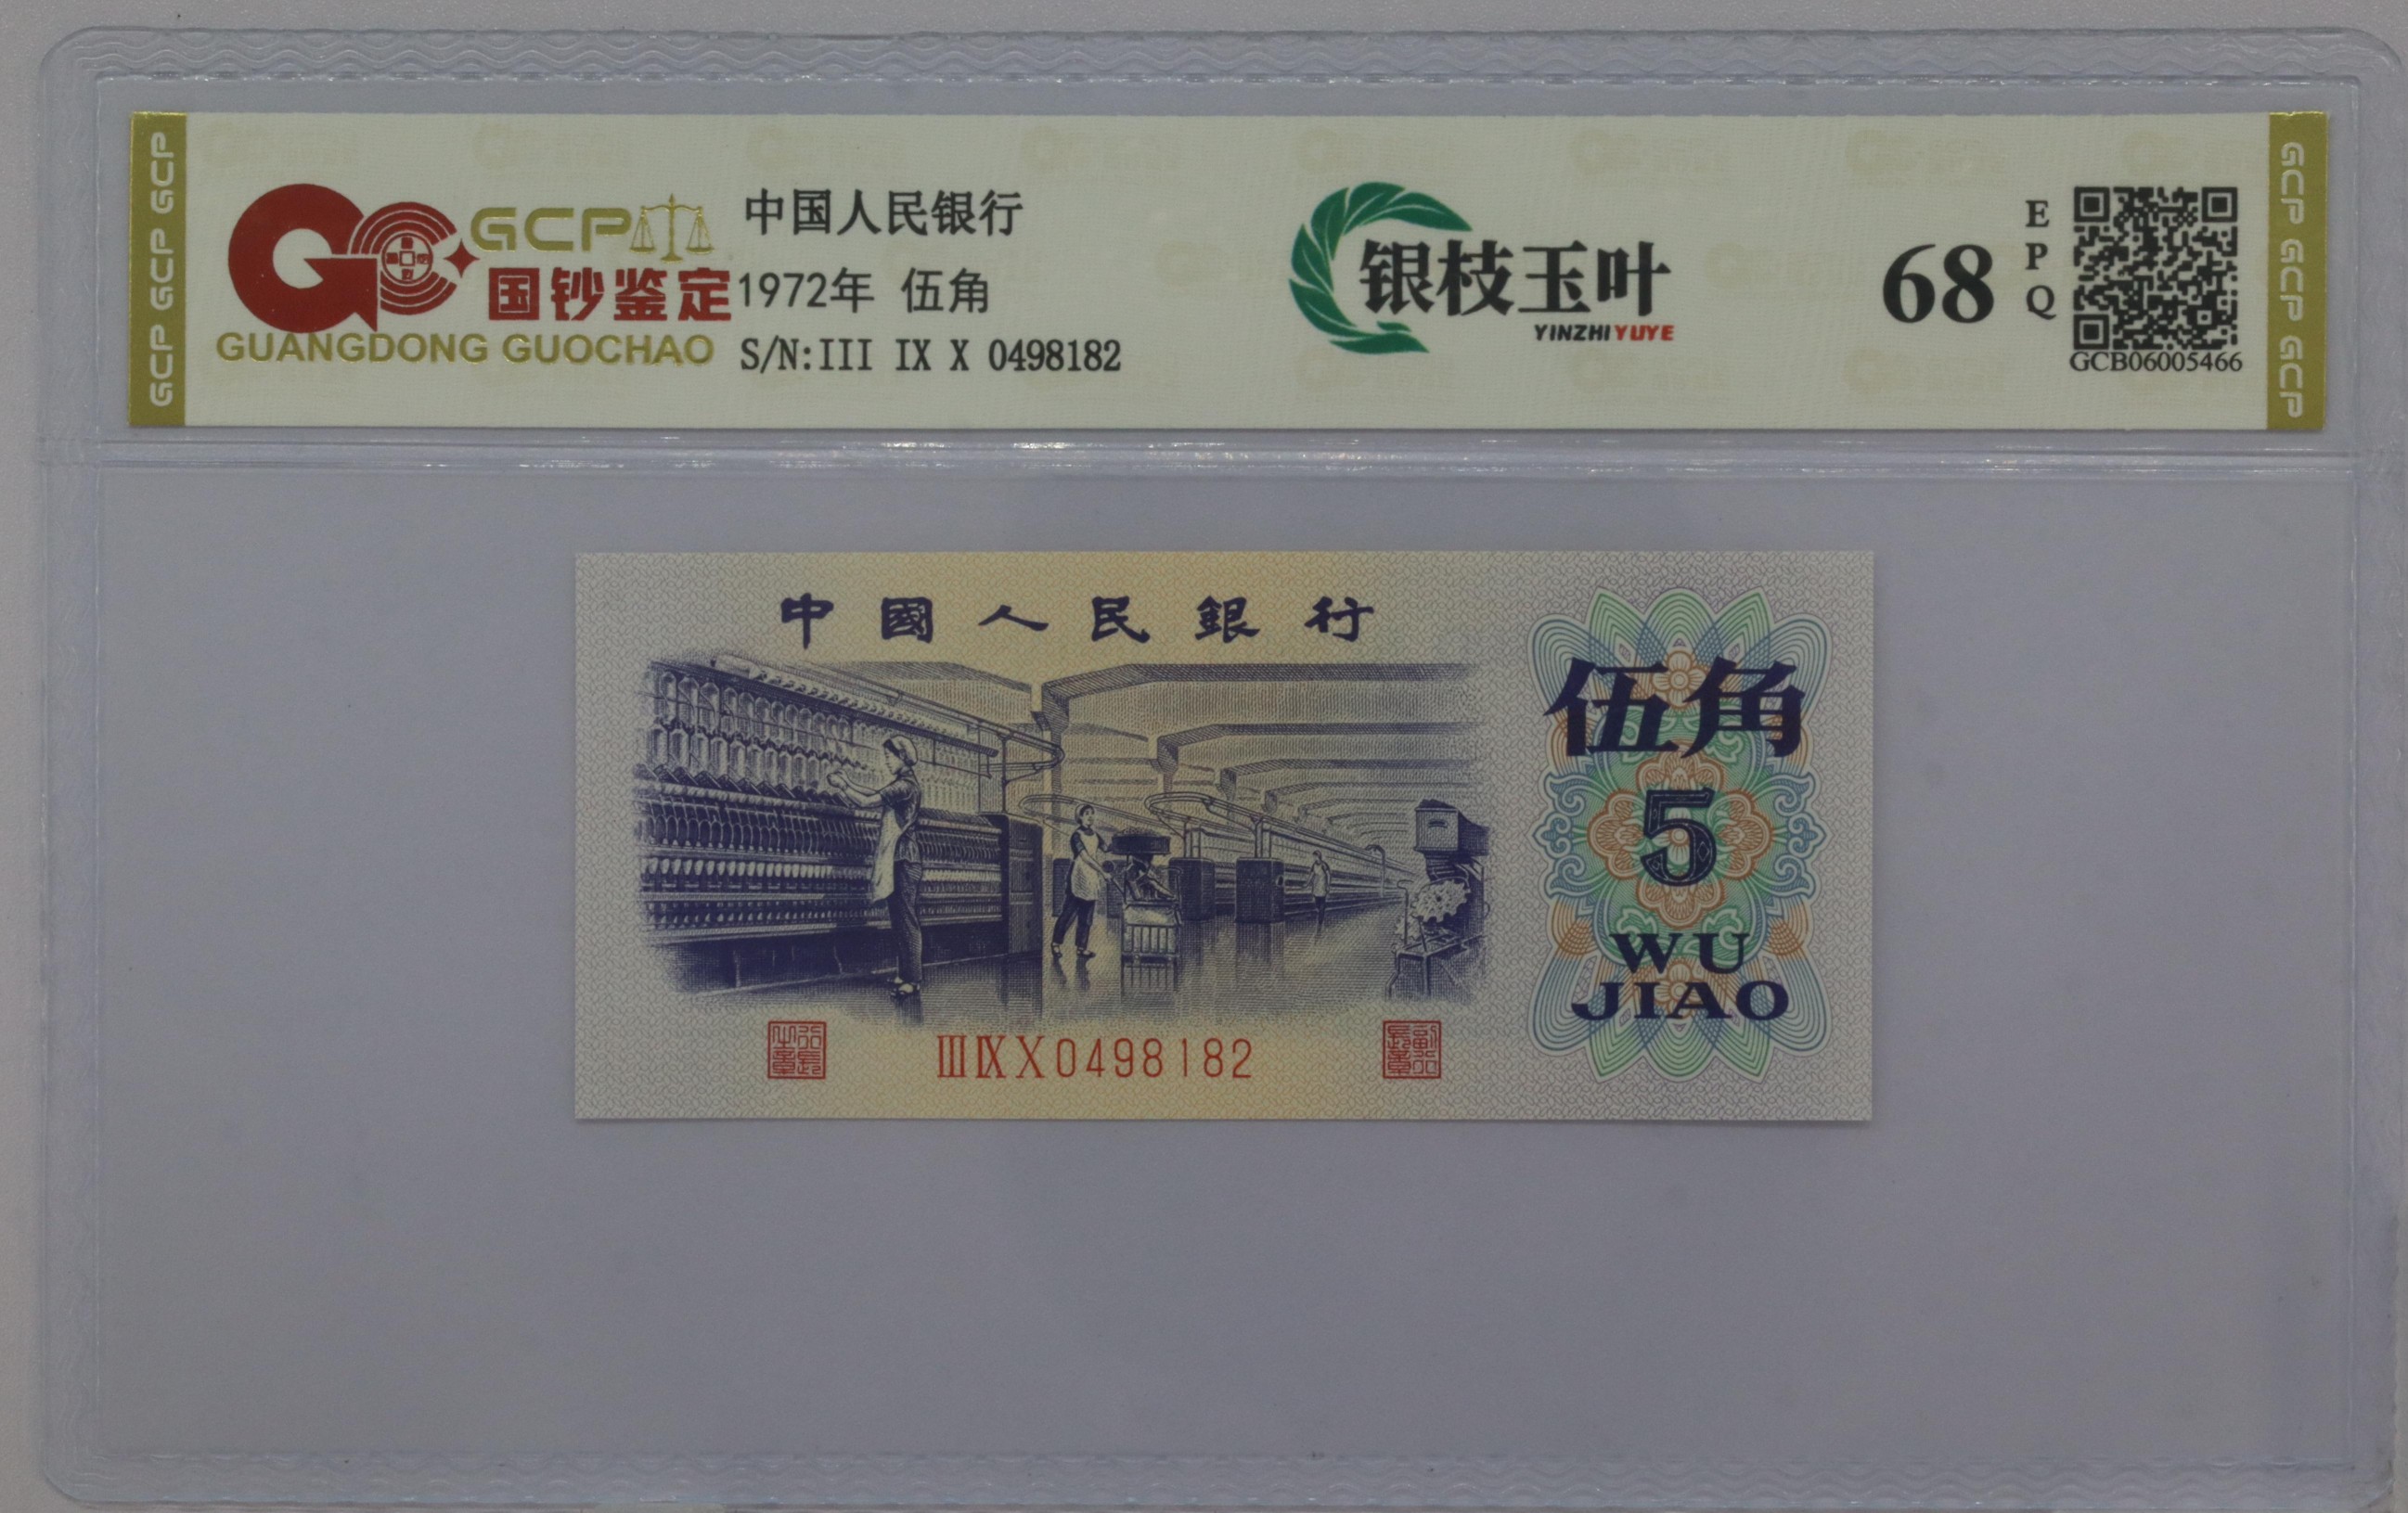 GCP GCP GCP
GCP
国钞鉴定
GUANGDONG GUOCHAO
中国人民银行
1972年 伍角
S/N:III IX X 0498182
银枝玉叶
YINZHIYUYE
68
EPQ
GCB06005466
GCP GCP GCP
中國人民銀行
伍角
5
WU
JIAO
ⅢⅨⅩ0498182